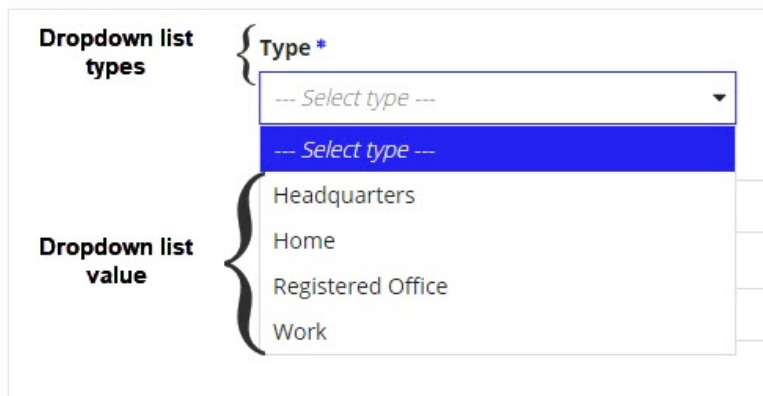 Dropdown list
types
Type *
--- Select type ---
--- Select type ---
Headquarters
Home
Registered Office
Work
Dropdown list
value